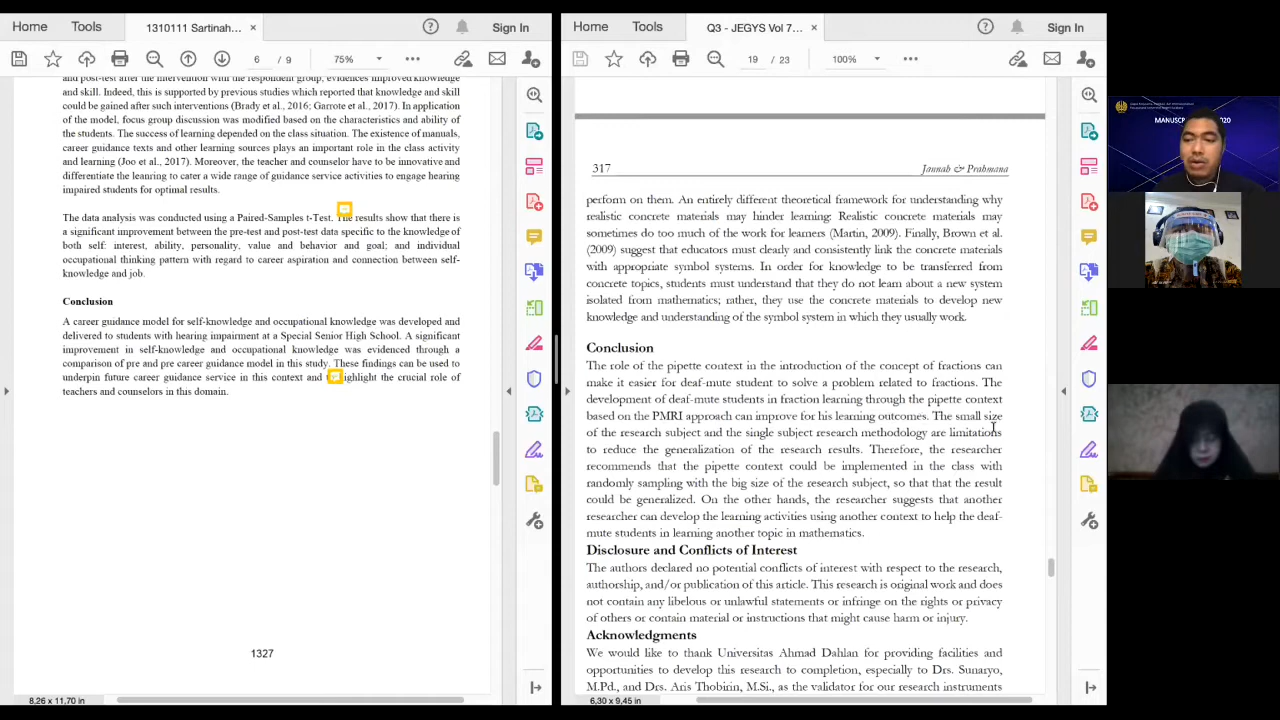 Home
Tools
1310111 Sartinah...
×
Sign In
6 / 9
75%
and post-test after the intervention with the respondent group, evidences improved knowledge
and skill. Indeed, this is supported by previous studies which reported that knowledge and skill
could be gained after such interventions (Brady et al., 2016; Garrote et al., 2017). In application
of the model, focus group discussion was modified based on the characteristics and ability of
the students. The success of learning depended on the class situation. The existence of manuals,
career guidance texts and other learning sources plays an important role in the class activity
and learning (Joo et al., 2017). Moreover, the teacher and counselor have to be innovative and
differentiate the learning to cater a wide range of guidance service activities to engage hearing
impaired students for optimal results.
The data analysis was conducted using a Paired-Samples t-Test. The results show that there is
a significant improvement between the pre-test and post-test data specific to the knowledge of
both self: interest, ability, personality, value and behavior and goal; and individual
occupational thinking pattern with regard to career aspiration and connection between self-
knowledge and job.
Conclusion
A career guidance model for self-knowledge and occupational knowledge was developed and
delivered to students with hearing impairment at a Special Senior High School. A significant
improvement in self-knowledge and occupational knowledge was evidenced through a
comparison of pre and pre career guidance model in this study. These findings can be used to
underpin future career guidance service in this context and highlight the crucial role of
teachers and counselors in this domain.
1327
8,26 x 11,70 in
Home
Tools
Q3 - JEGYS Vol 7...
×
Sign In
19 / 23
100%
317
Jannah & Prahmana
perform on them. An entirely different theoretical framework for understanding why
realistic concrete materials may hinder learning: Realistic concrete materials may
sometimes do too much of the work for learners (Martin, 2009). Finally, Brown et al.
(2009) suggest that educators must clearly and consistently link the concrete materials
with appropriate symbol systems. In order for knowledge to be transferred from
concrete topics, students must understand that they do not learn about a new system
isolated from mathematics; rather, they use the concrete materials to develop new
knowledge and understanding of the symbol system in which they usually work.
Conclusion
The role of the pipette context in the introduction of the concept of fractions can
make it easier for deaf-mute student to solve a problem related to fractions. The
development of deaf-mute students in fraction learning through the pipette context
based on the PMRI approach can improve for his learning outcomes. The small size
of the research subject and the single subject research methodology are limitations
to reduce the generalization of the research results. Therefore, the researcher
recommends that the pipette context could be implemented in the class with
randomly sampling with the big size of the research subject, so that that the result
could be generalized. On the other hands, the researcher suggests that another
researcher can develop the learning activities using another context to help the deaf-
mute students in learning another topic in mathematics.
Disclosure and Conflicts of Interest
The authors declared no potential conflicts of interest with respect to the research,
authorship, and/or publication of this article. This research is original work and does
not contain any libelous or unlawful statements or infringe on the rights or privacy
of others or contain material or instructions that might cause harm or injury.
Acknowledgments
We would like to thank Universitas Ahmad Dahlan for providing facilities and
opportunities to develop this research to completion, especially to Drs. Sunaryo,
M.Pd., and Drs. Aris Thobirin, M.Si., as the validator for our research instruments
6,30 x 9,45 in
MANUSCR
2020